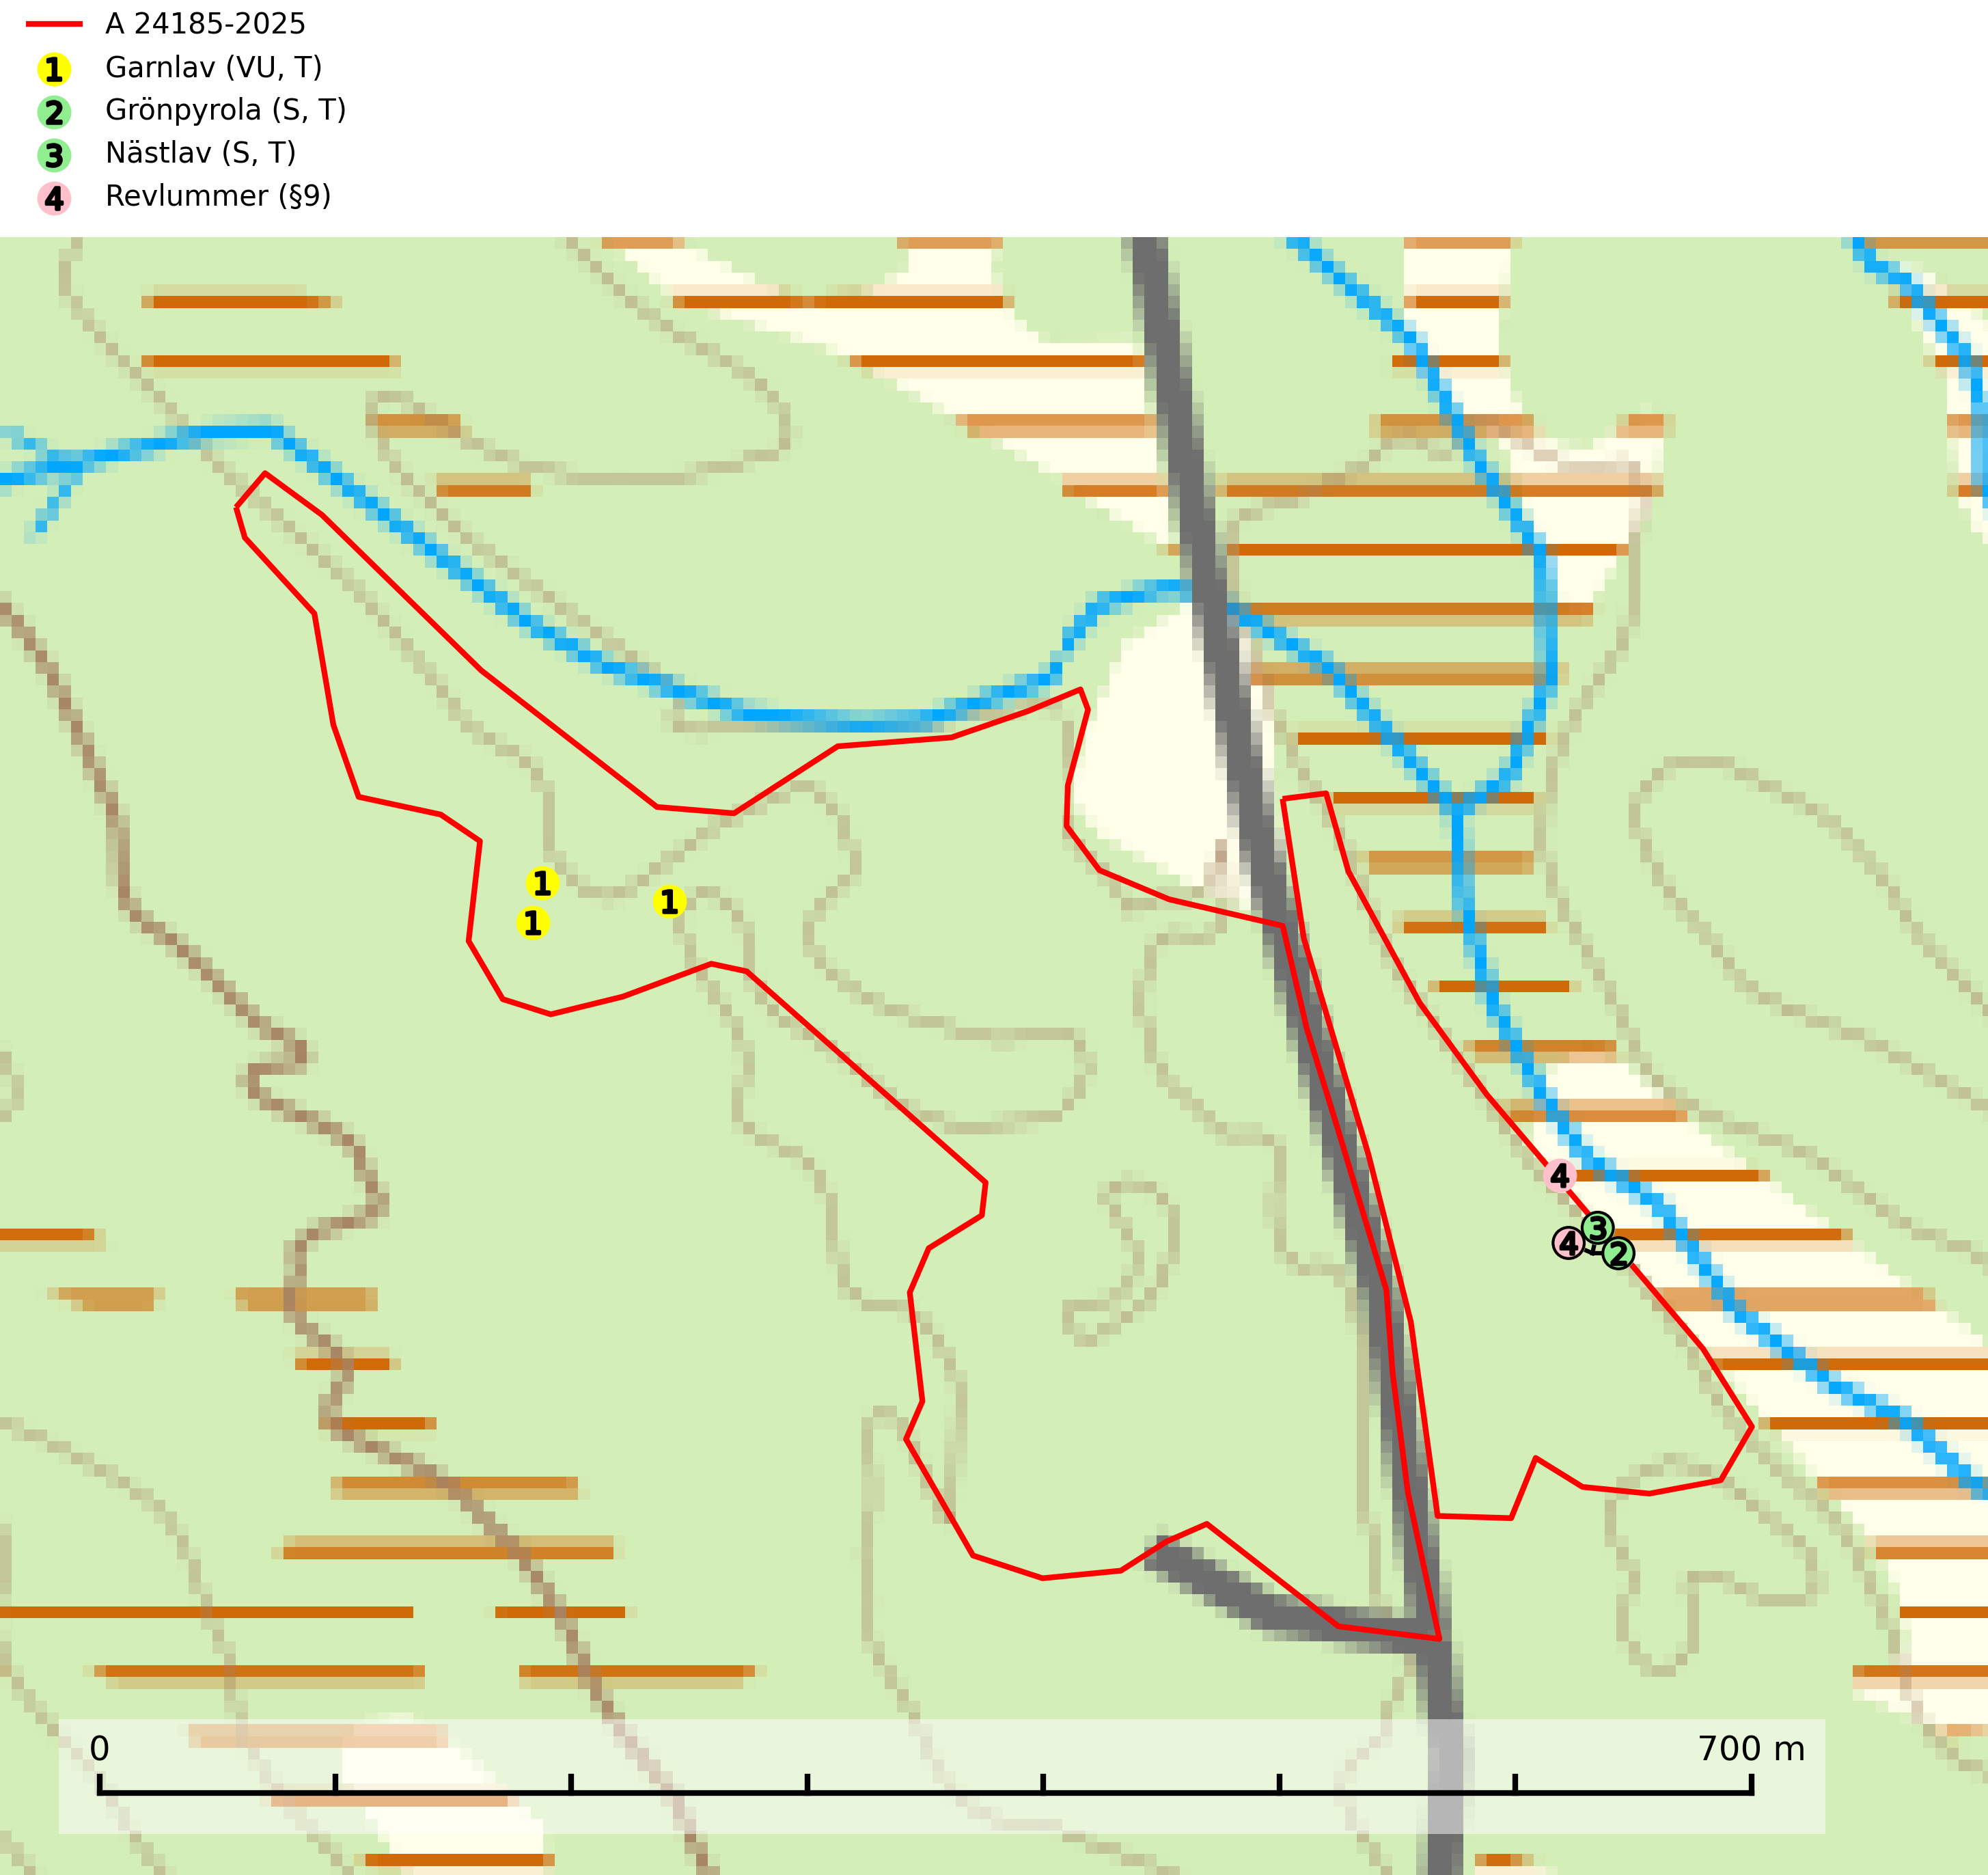 A 24185-2025
1 Garnlav (VU, T)
2 Grönpyrola (S, T)
3 Nästlav (S, T)
4 Revlummer (§9)
1
1
1
4
3
4
2
0
700 m